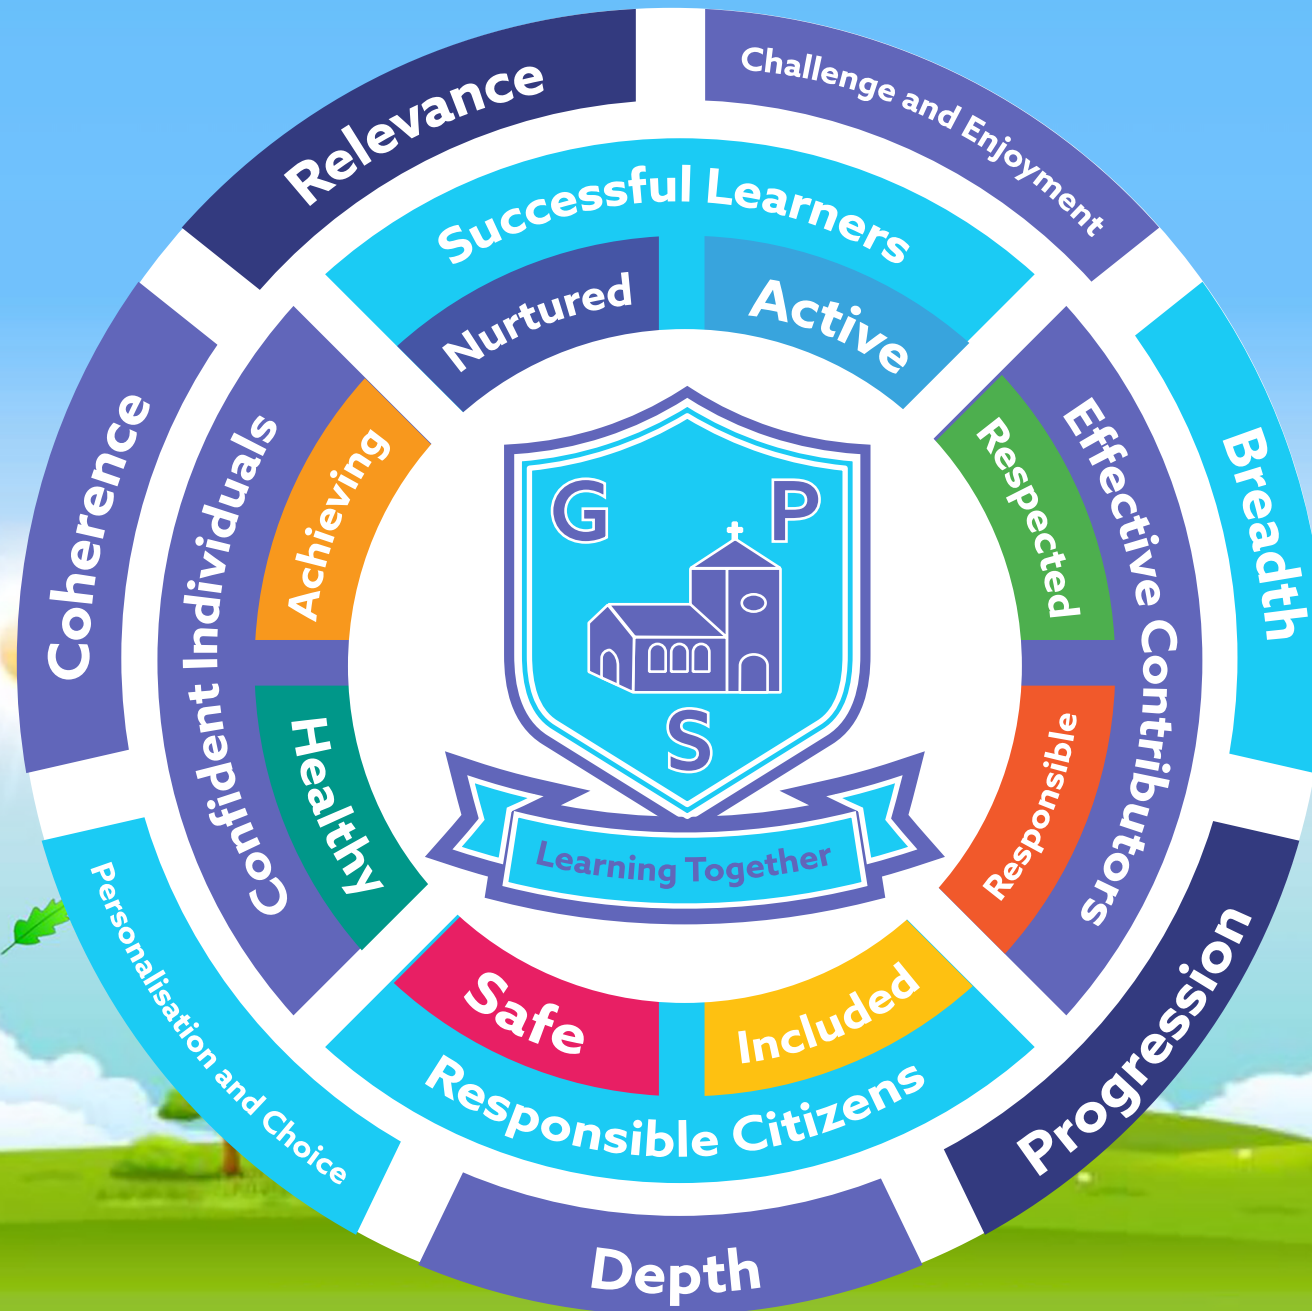 Relevance
Challenge and Enjoyment
Breadth
Progression
Depth
Personalisation and Choice
Coherence
Successful Learners
Effective Contributors
Responsible Citizens
Confident Individuals
Nurtured
Active
Respected
Responsible
Included
Safe
Healthy
Achieving
G P
S
Learning Together